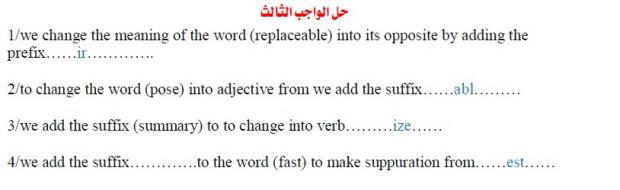 حل الواجب الثالث
1/we change the meaning of the word (replaceable) into its opposite by adding the
prefix……ir………….
2/to change the word (pose) into adjective from we add the suffix……abl………
3/we add the suffix (summary) to to change into verb………ize……
4/we add the suffix………….to the word (fast) to make suppuration from……est……